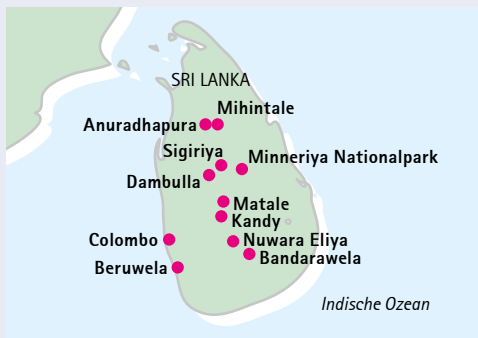 SRI LANKA
Mihintale
Anuradhapura
Sigiriya
Minneriya Nationalpark
Dambulla
Matale
Kandy
Colombo
Nuwara Eliya
Bandarawela
Beruwela
Indische Ozean